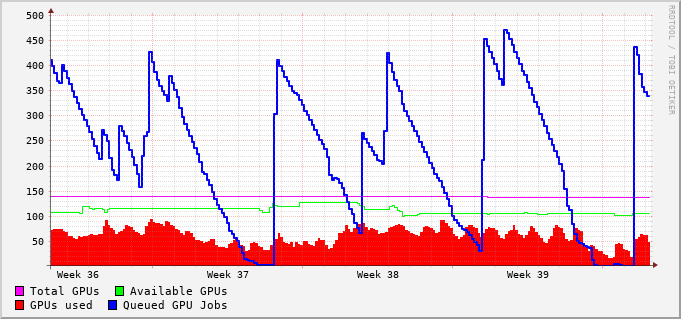 500
450
400
350
300
250
200
150
100
50
Week 36 Week 37 Week 38 Week 39
Total GPUs Available GPUs
GPUs used Queued GPU Jobs
RRDTOOL / TOBI OETIKER